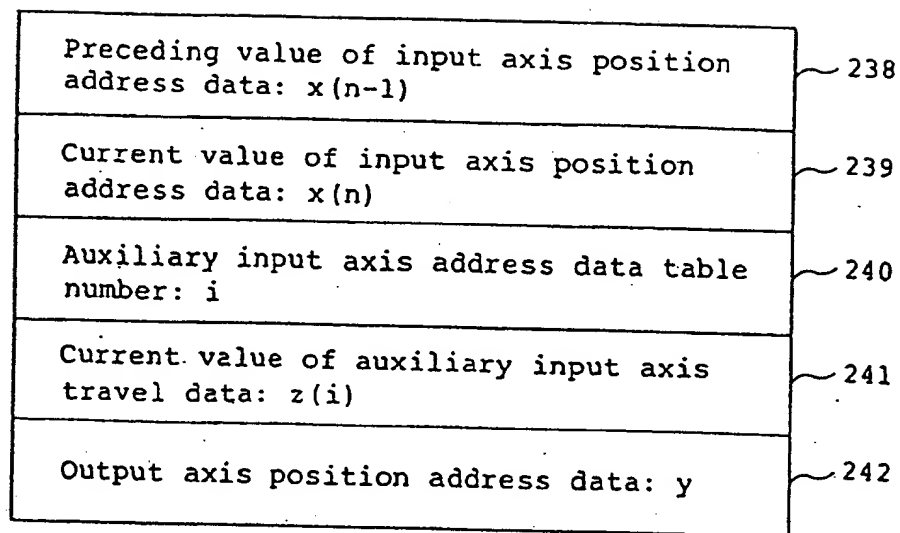 Preceding value of input axis position
address data: x(n-1)
238
Current value of input axis position
address data: x(n)
239
Auxiliary input axis address data table
number: i
240
Current value of auxiliary input axis
travel data: z(i)
241
Output axis position address data: y
242